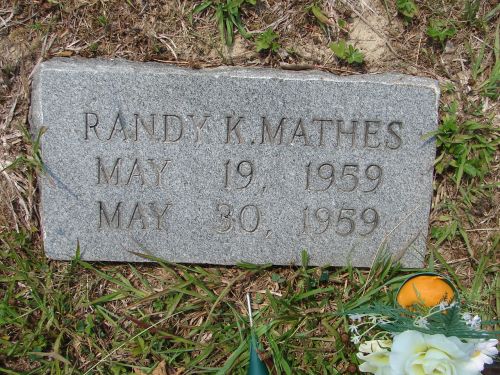 RANDY K. MATHES
MAY 19, 1959
MAY 30, 1959